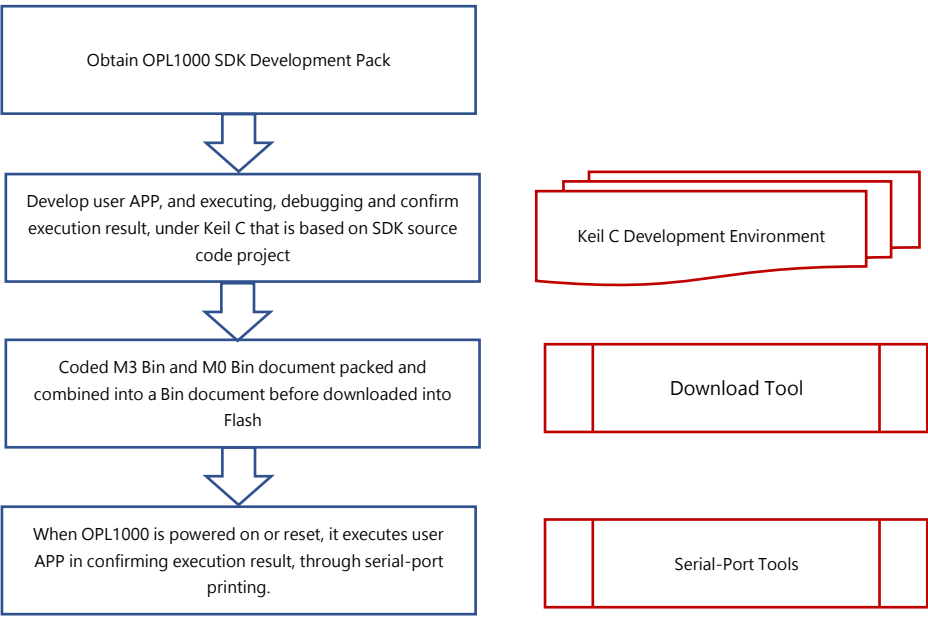 Obtain OPL1000 SDK Development Pack
Develop user APP, and executing, debugging and confirm
execution result, under Keil C that is based on SDK source
code project
Keil C Development Environment
Coded M3 Bin and M0 Bin document packed and
combined into a Bin document before downloaded into
Flash
Download Tool
When OPL1000 is powered on or reset, it executes user
APP in confirming execution result, through serial-port
printing.
Serial-Port Tools